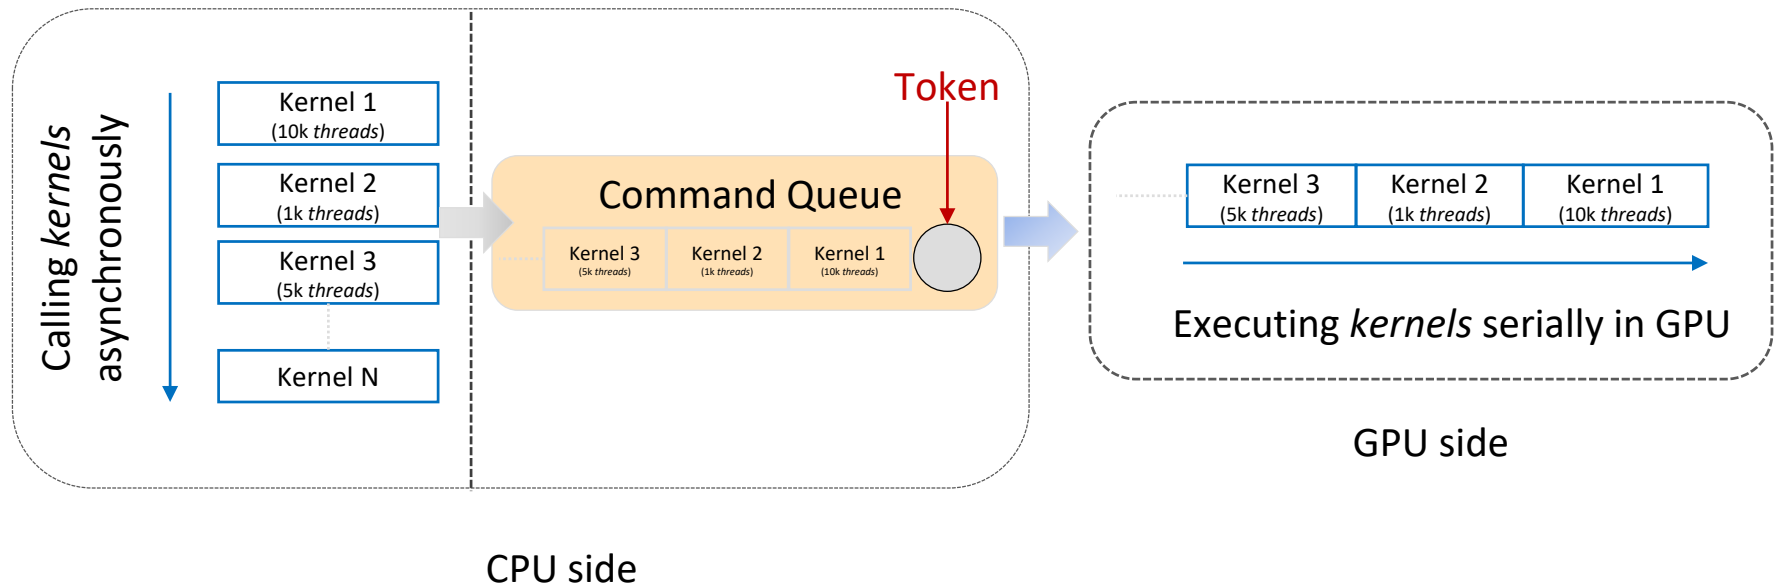 Calling kernels
asynchronously
Kernel 1
(10k threads)
Kernel 2
(1k threads)
Kernel 3
(5k threads)
Kernel N
Token
Command Queue
Kernel 3
(5k threads)
Kernel 2
(1k threads)
Kernel 1
(10k threads)
Kernel 3
(5k threads)
Kernel 2
(1k threads)
Kernel 1
(10k threads)
Executing kernels serially in GPU
GPU side
CPU side